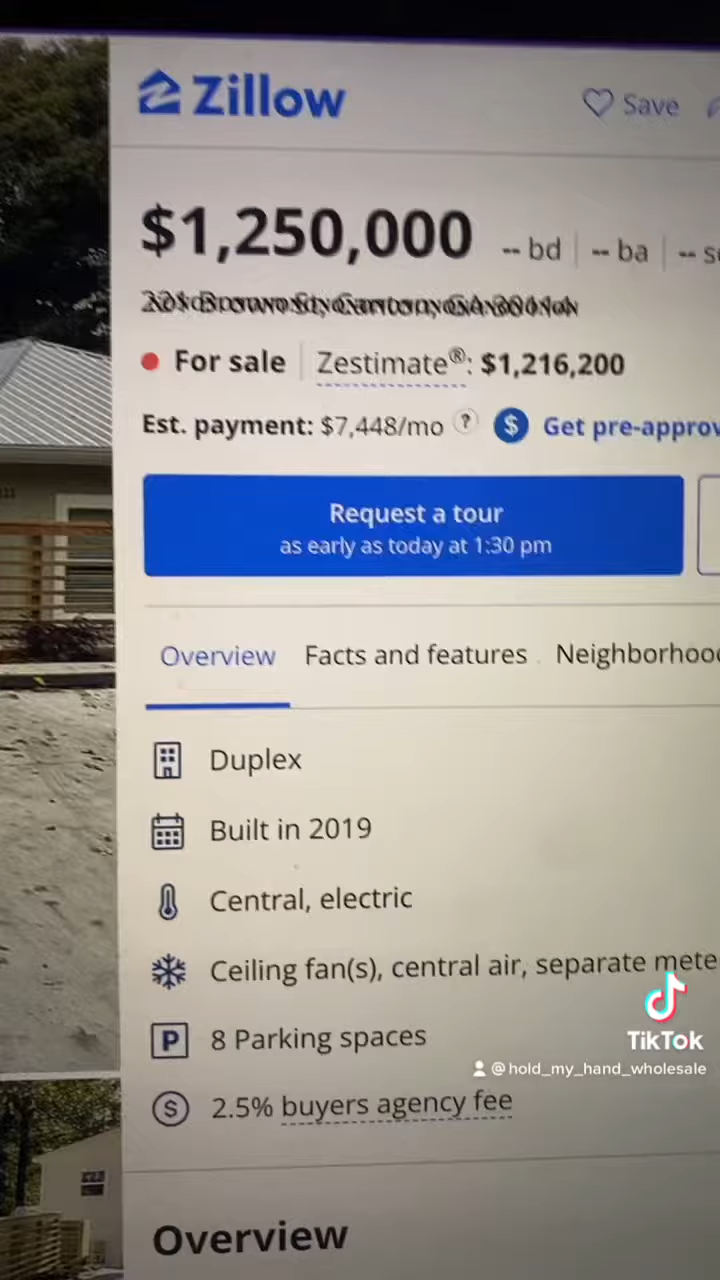 Zillow
Save
$1,250,000 -- bd -- ba --
For sale Zestimate®: $1,216,200
Est. payment: $7,448/mo ? $ Get pre-approv
Request a tour
as early as today at 1:30 pm
Overview Facts and features Neighborhoo
Duplex
Built in 2019
Central, electric
Ceiling fan(s), central air, separate mete
P 8 Parking spaces
TikTok
@hold_my_hand_wholesale
$ 2.5% buyers agency fee
Overview